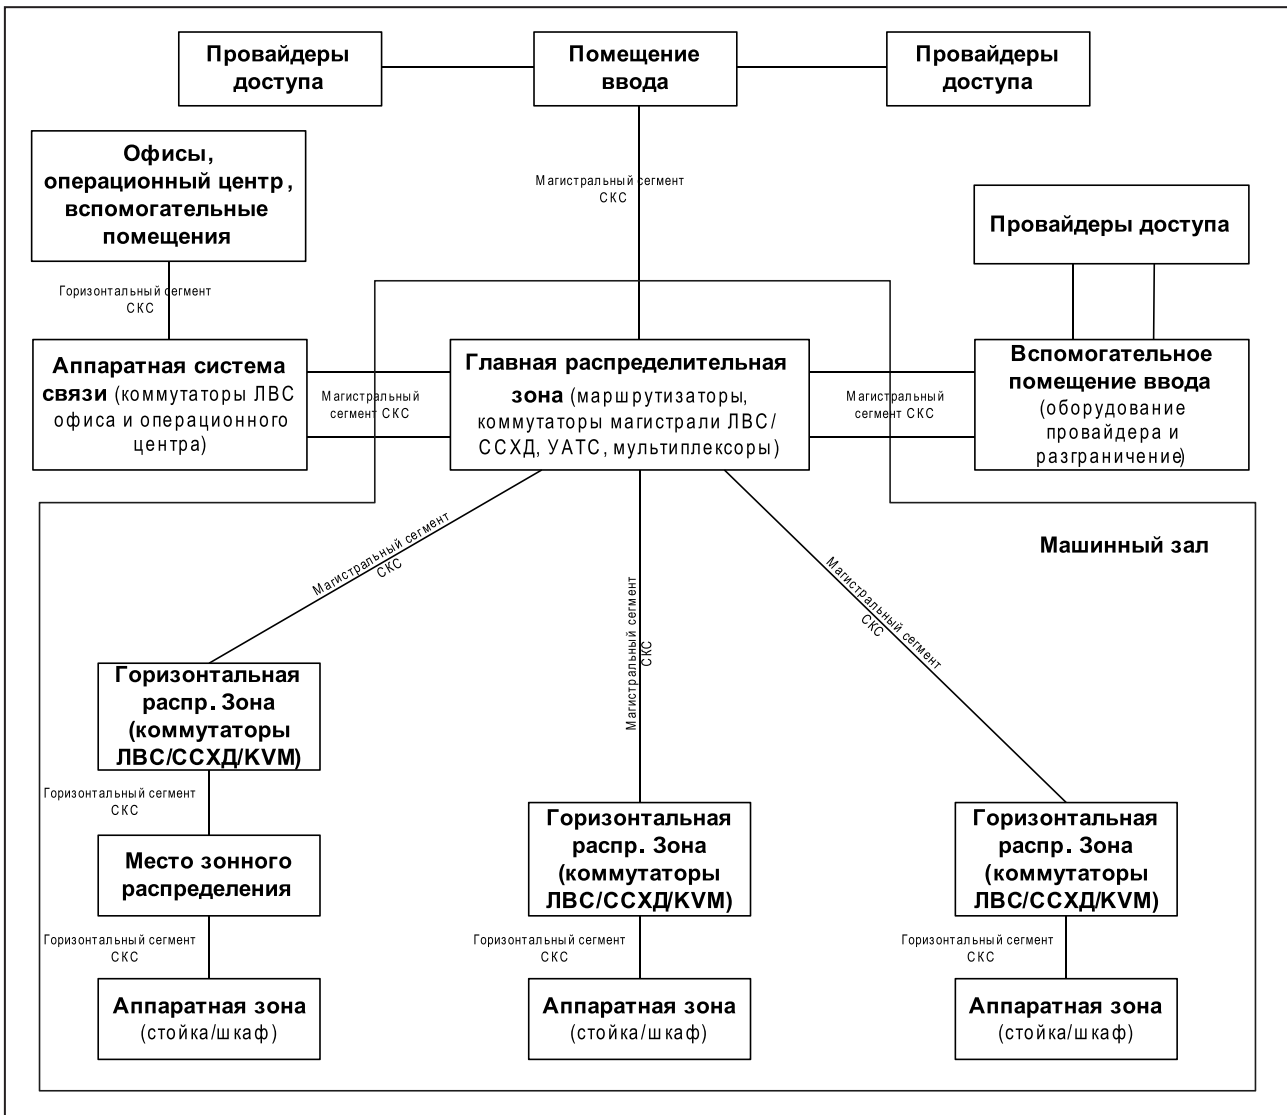 Провайдеры
доступа
Помещение
ввода
Провайдеры
доступа
Офисы,
операционный центр,
вспомогательные
помещения
Магистральный сегмент
СКС
Провайдеры доступа
Горизонтальный сегмент
СКС
Аппаратная система
связи (коммутаторы ЛВС
офиса и операционного
центра)
Магистральный
сегмент СКС
Главная распределительная
зона (маршрутизаторы,
коммутаторы магистрали ЛВС/
ССХД, УАТС, мультиплексоры)
Магистральный
сегмент СКС
Вспомогательное
помещение ввода
(оборудование
провайдера и
разграничение)
Машинный зал
Магистральный сегмент
СКС
Магистральный сегмент
СКС
Магистральный сегмент
СКС
Горизонтальная
распр. Зона
(коммутаторы
ЛВС/ССХД/KVM)
Горизонтальный сегмент
СКС
Место зонного
распределения
Горизонтальная
распр. Зона
(коммутаторы
ЛВС/ССХД/KVM)
Горизонтальная
распр. Зона
(коммутаторы
ЛВС/ССХД/KVM)
Горизонтальный сегмент
СКС
Горизонтальный сегмент
СКС
Горизонтальный сегмент
СКС
Аппаратная зона
(стойка/шкаф)
Аппаратная зона
(стойка/шкаф)
Аппаратная зона
(стойка/шкаф)